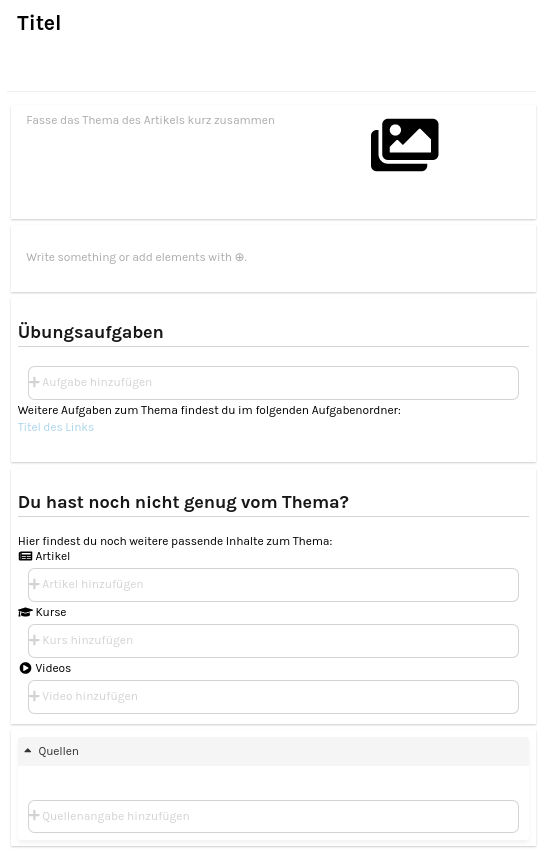 Titel
Fasse das Thema des Artikels kurz zusammen
Write something or add elements with ⊕.
Übungsaufgaben
Aufgabe hinzufügen
Weitere Aufgaben zum Thema findest du im folgenden Aufgabenordner:
Titel des Links
Du hast noch nicht genug vom Thema?
Hier findest du noch weitere passende Inhalte zum Thema:
Artikel
Artikel hinzufügen
Kurse
Kurs hinzufügen
Videos
Video hinzufügen
Quellen
Quellenangabe hinzufügen